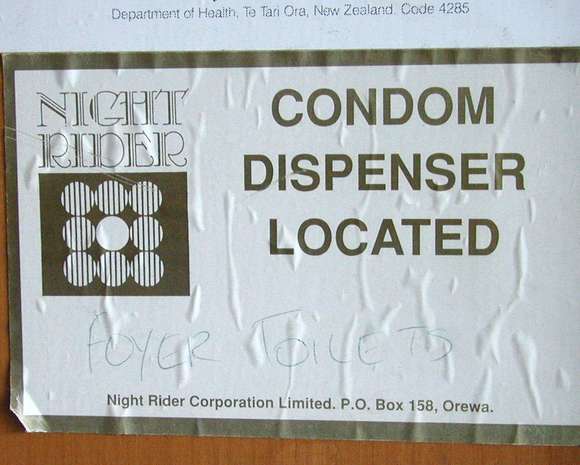 Department of Health, Te Tari Ora, New Zealand. Code 4285
NIGHT
RIDER
CONDOM
DISPENSER
LOCATED
FOYER TOILETS
Night Rider Corporation Limited. P.O. Box 158, Orewa.